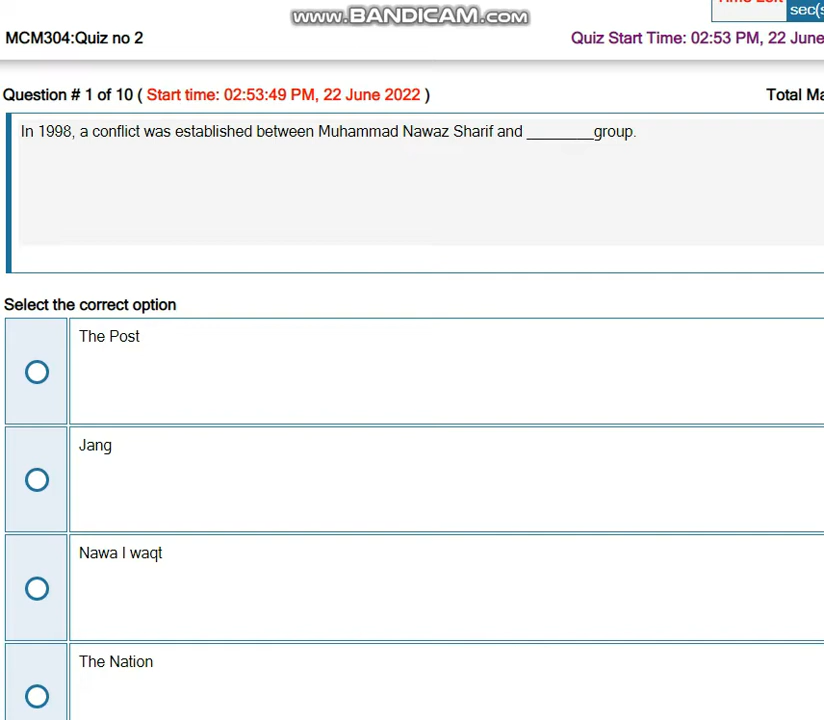 www.BANDICAM.com
sec(s
MCM304:Quiz no 2
Quiz Start Time: 02:53 PM, 22 June
Question # 1 of 10 ( Start time: 02:53:49 PM, 22 June 2022 )
Total Ma
In 1998, a conflict was established between Muhammad Nawaz Sharif and ________group.
Select the correct option
The Post
Jang
Nawa I waqt
The Nation